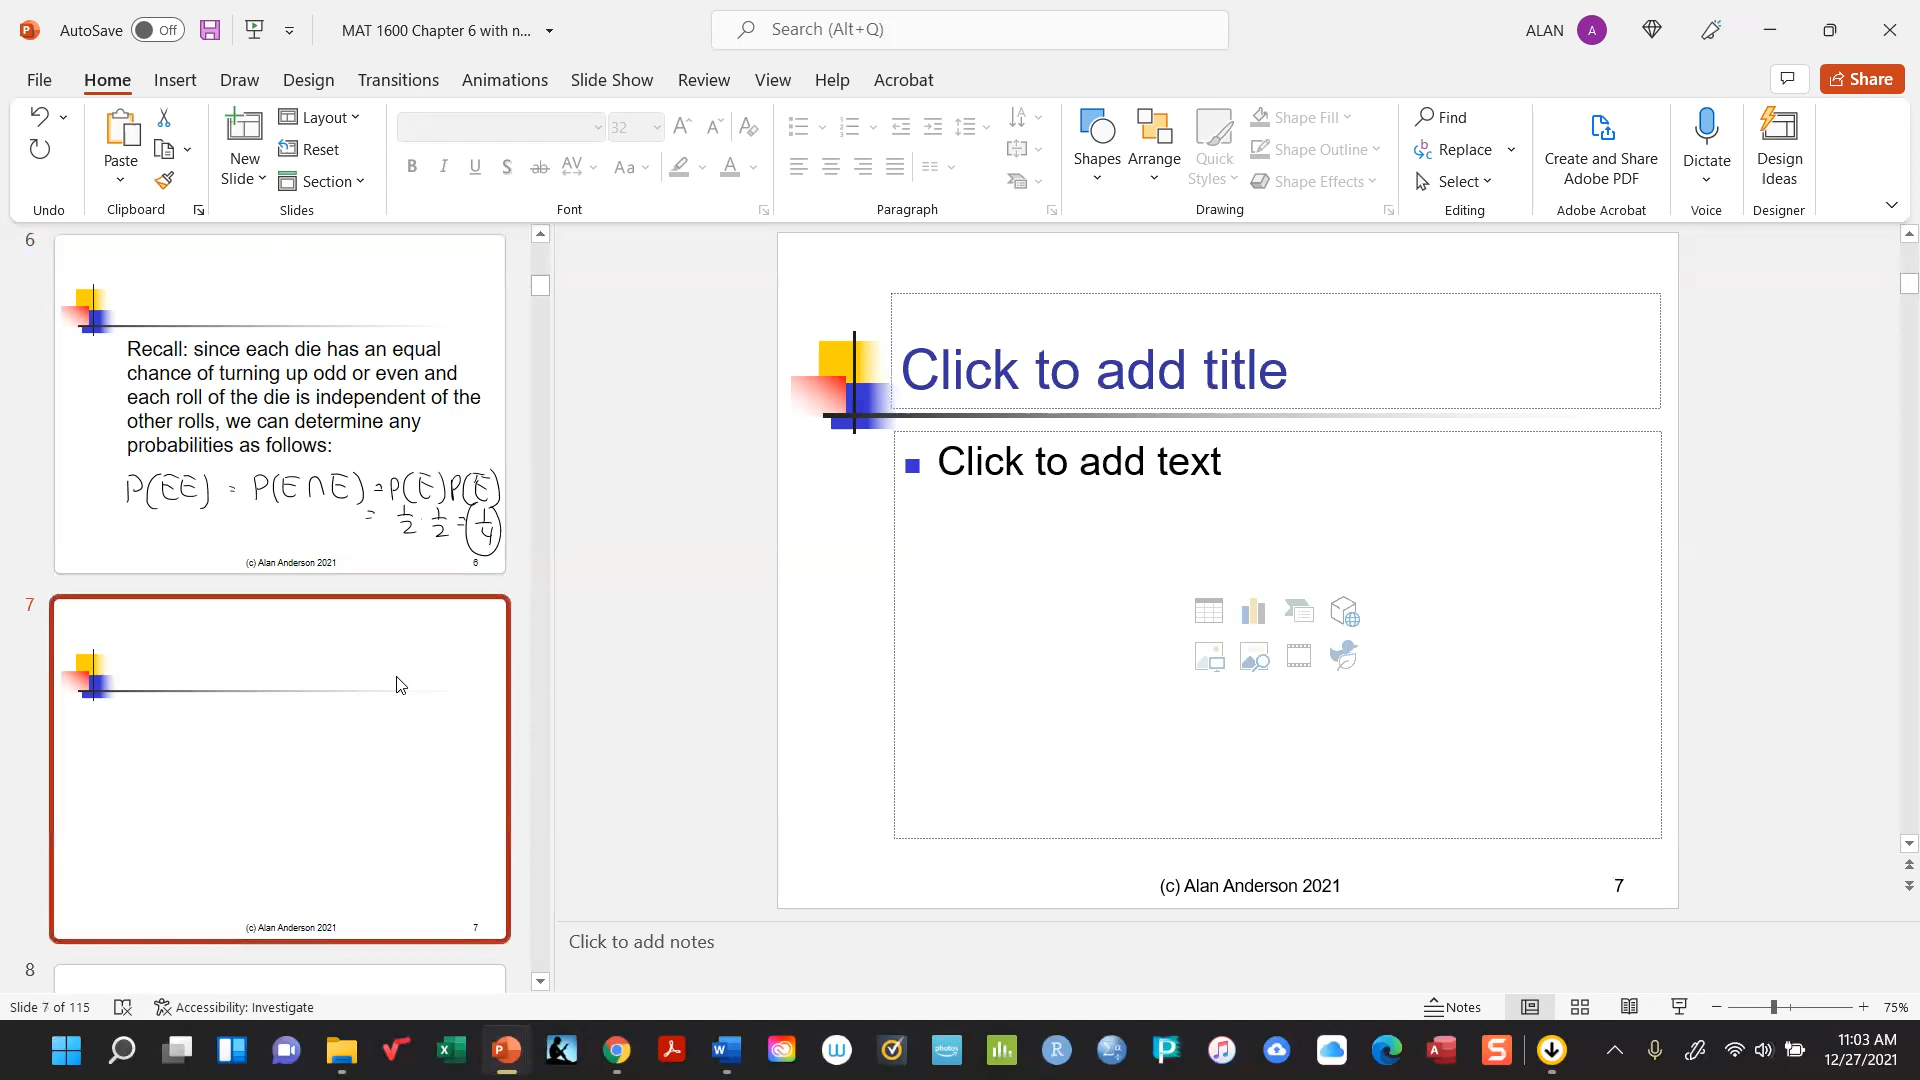 AutoSave Off MAT 1600 Chapter 6 with n... Search (Alt+Q) ALAN A
File Home Insert Draw Design Transitions Animations Slide Show Review View Help Acrobat Share
Paste
New
Slide
Layout
Reset
Section
32
B I U S ab AV Aa A
Shapes Arrange Quick
Styles
Shape Fill
Shape Outline
Shape Effects
Find
Replace
Select
Create and Share
Adobe PDF
Dictate
Design
Ideas
Undo Clipboard Slides Font Paragraph Drawing Editing Adobe Acrobat Voice Designer
6
Recall: since each die has an equal
chance of turning up odd or even and
each roll of the die is independent of the
other rolls, we can determine any
probabilities as follows:
P(EE) = P(E∩E) = P(E)P(E)
= 1/2 · 1/2 = 1/4
(c) Alan Anderson 2021 6
7
(c) Alan Anderson 2021 7
8
Click to add title
Click to add text
(c) Alan Anderson 2021 7
Click to add notes
Slide 7 of 115 Accessibility: Investigate Notes 75%
11:03 AM
12/27/2021